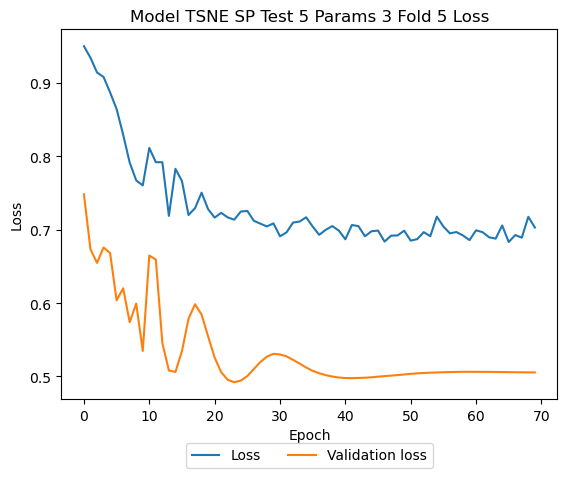 Model TSNE SP Test 5 Params 3 Fold 5 Loss
0.9
0.8
0.7
0.6
0.5
Loss
0 10 20 30 40 50 60 70
Epoch
Loss Validation loss